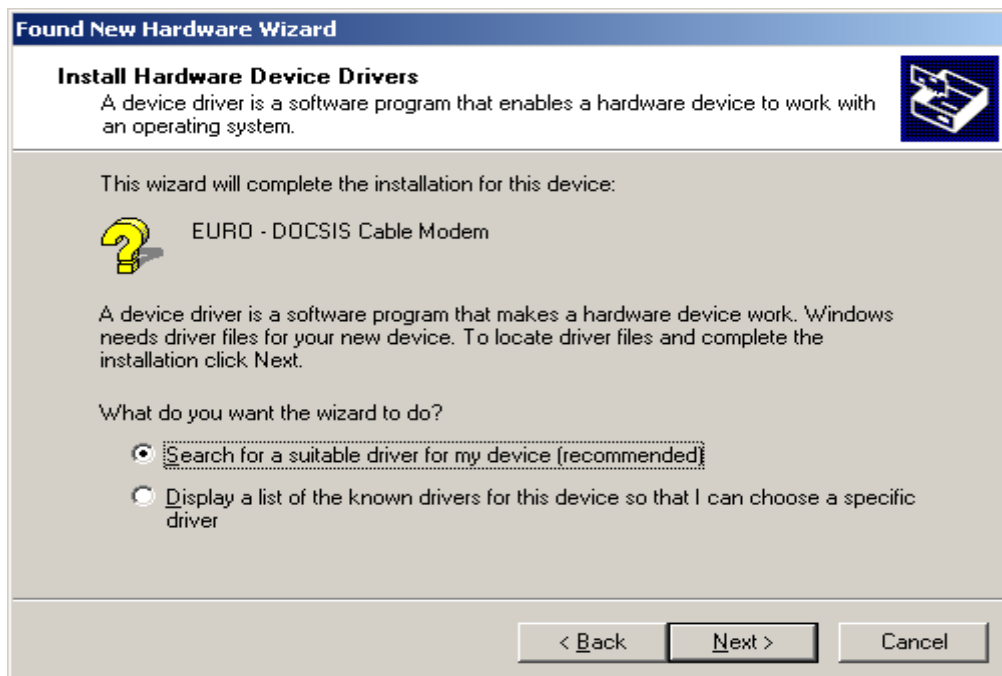 Found New Hardware Wizard
Install Hardware Device Drivers
A device driver is a software program that enables a hardware device to work with
an operating system.
This wizard will complete the installation for this device:
EURO - DOCSIS Cable Modem
A device driver is a software program that makes a hardware device work. Windows
needs driver files for your new device. To locate driver files and complete the
installation click Next.
What do you want the wizard to do?
Search for a suitable driver for my device (recommended)
Display a list of the known drivers for this device so that I can choose a specific
driver
< Back
Next >
Cancel